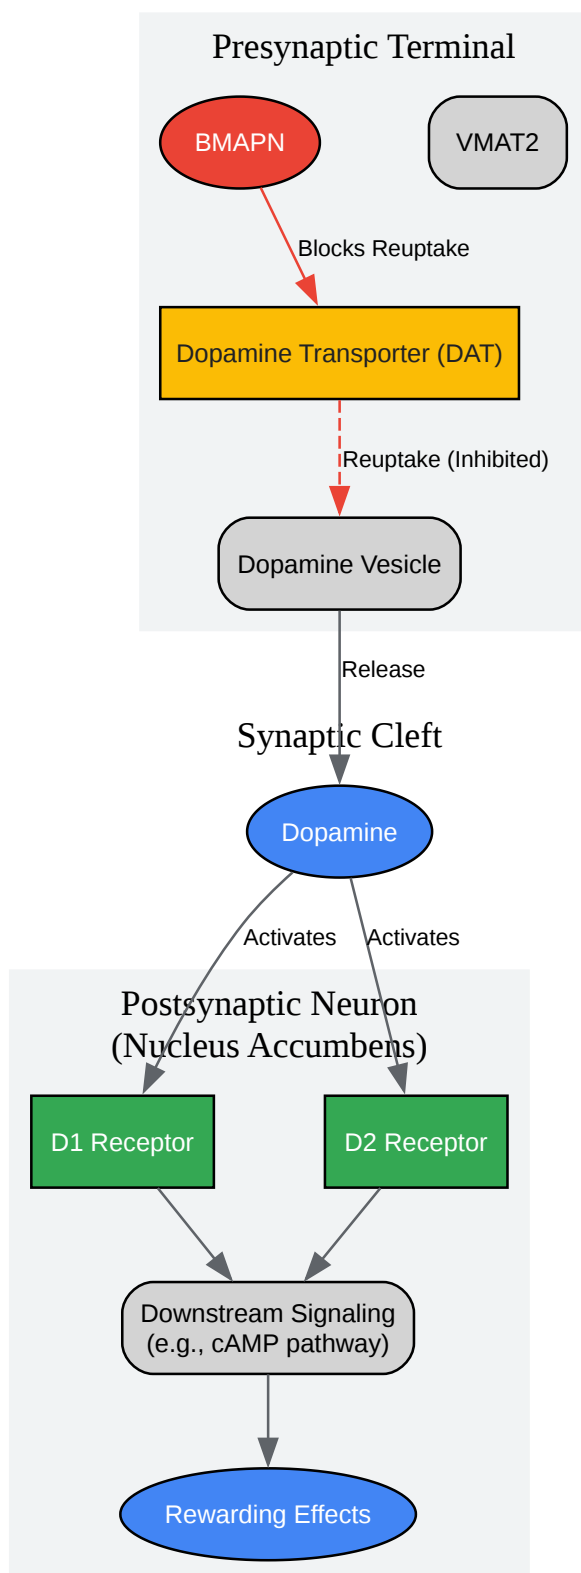 Presynaptic Terminal
BMAPN
VMAT2
Blocks Reuptake
Dopamine Transporter (DAT)
Reuptake (Inhibited)
Dopamine Vesicle
Release
Synaptic Cleft
Dopamine
Activates
Activates
Postsynaptic Neuron
(Nucleus Accumbens)
D1 Receptor
D2 Receptor
Downstream Signaling
(e.g., cAMP pathway)
Rewarding Effects